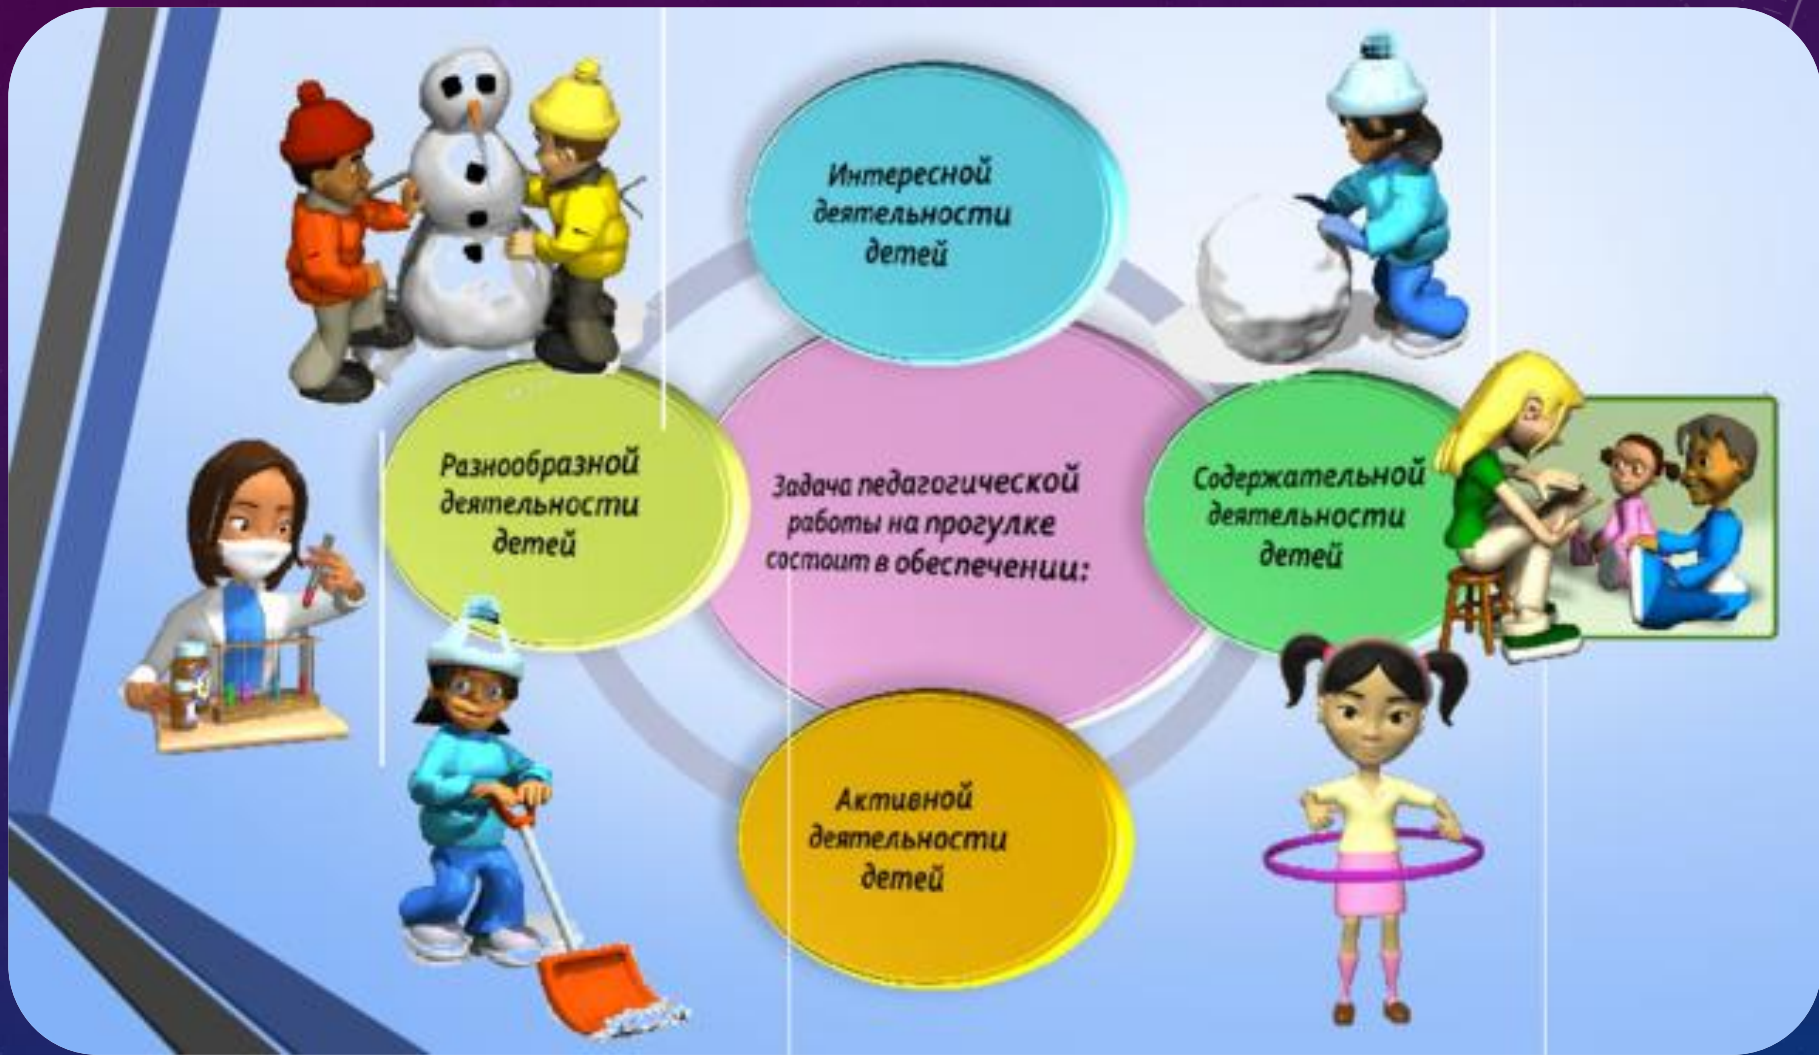 Интересной
деятельности
детей
Разнообразной
деятельности
детей
Задача педагогической
работы на прогулке
состоит в обеспечении:
Содержательной
деятельности
детей
Активной
деятельности
детей